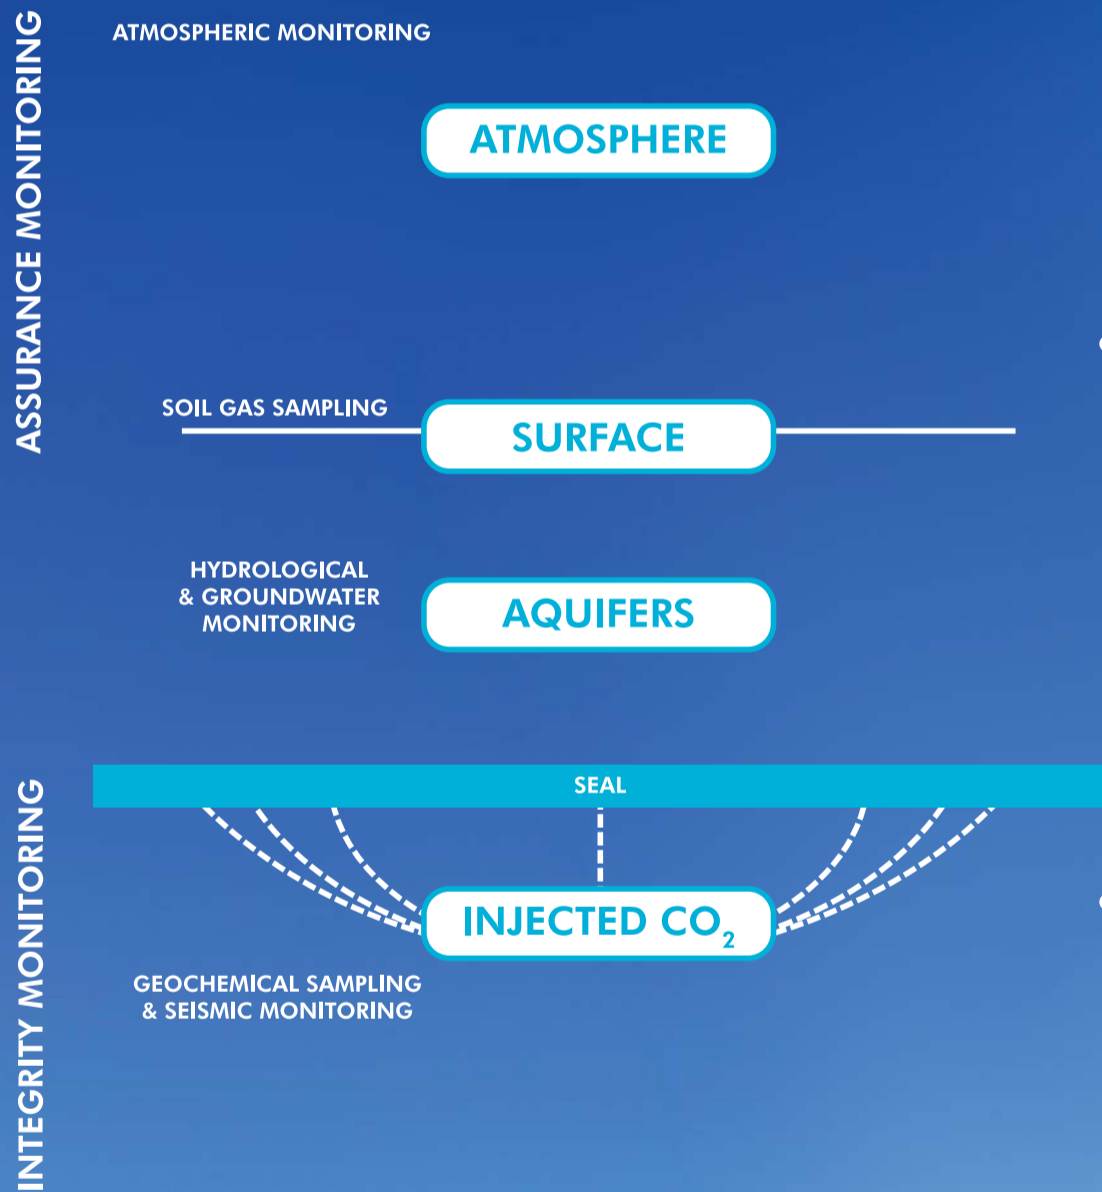 ASSURANCE MONITORING
ATMOSPHERIC MONITORING
ATMOSPHERE
SOIL GAS SAMPLING
SURFACE
HYDROLOGICAL
& GROUNDWATER
MONITORING
AQUIFERS
INTEGRITY MONITORING
SEAL
INJECTED CO₂
GEOCHEMICAL SAMPLING
& SEISMIC MONITORING